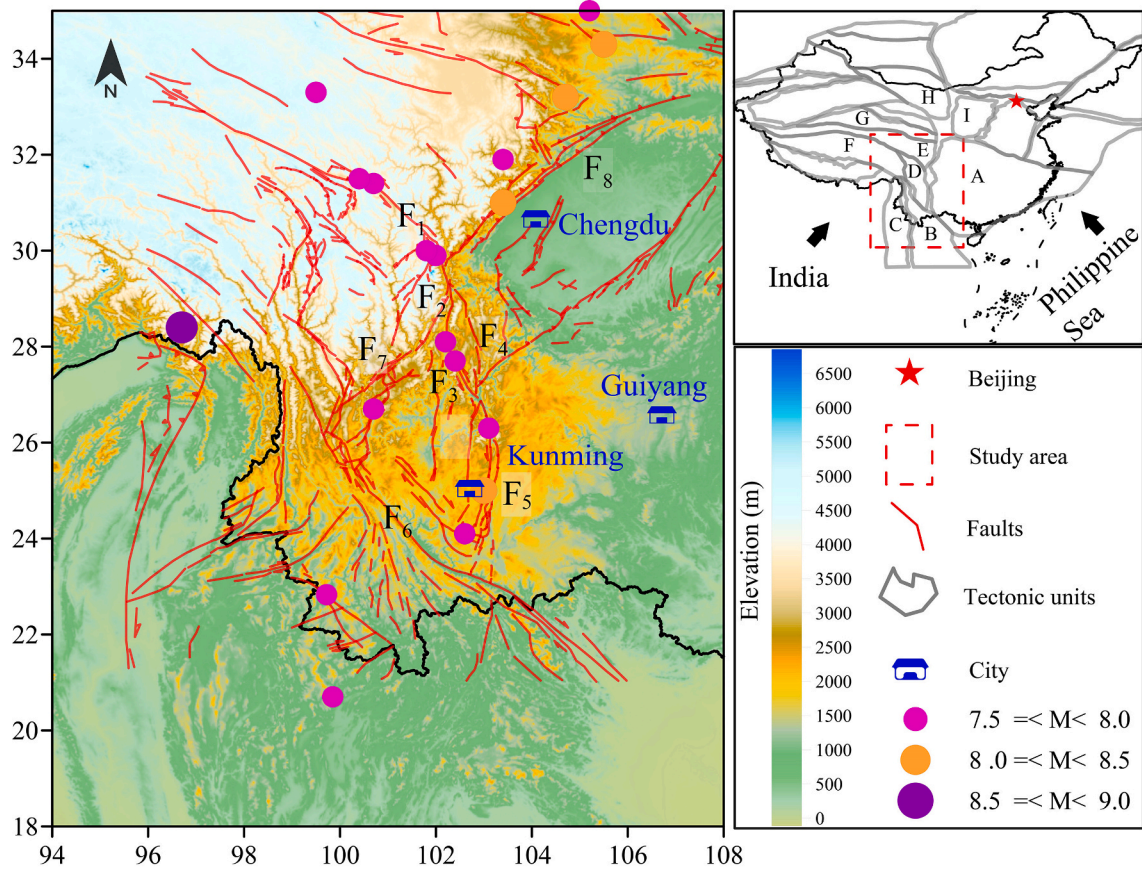 34
32
30
28
26
24
22
20
18
94
96
98
100
102
104
106
108
N
F1
F2
F3
F4
F5
F6
F7
F8
Chengdu
Guiyang
Kunming
H
I
G
F
E
D
A
C
B
India
Philippine
Sea
Elevation (m)
6500
6000
5500
5000
4500
4000
3500
3000
2500
2000
1500
1000
500
0
Beijing
Study area
Faults
Tectonic units
City
7.5 =< M< 8.0
8 .0 =< M< 8.5
8.5 =< M< 9.0